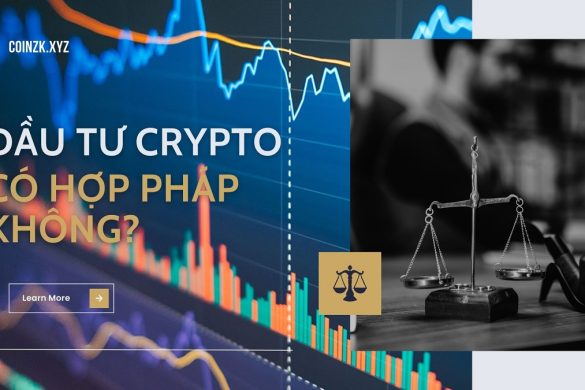 COINZK.XYZ
ĐẦU TƯ CRYPTO
CÓ HỢP PHÁP
KHÔNG?
Learn More